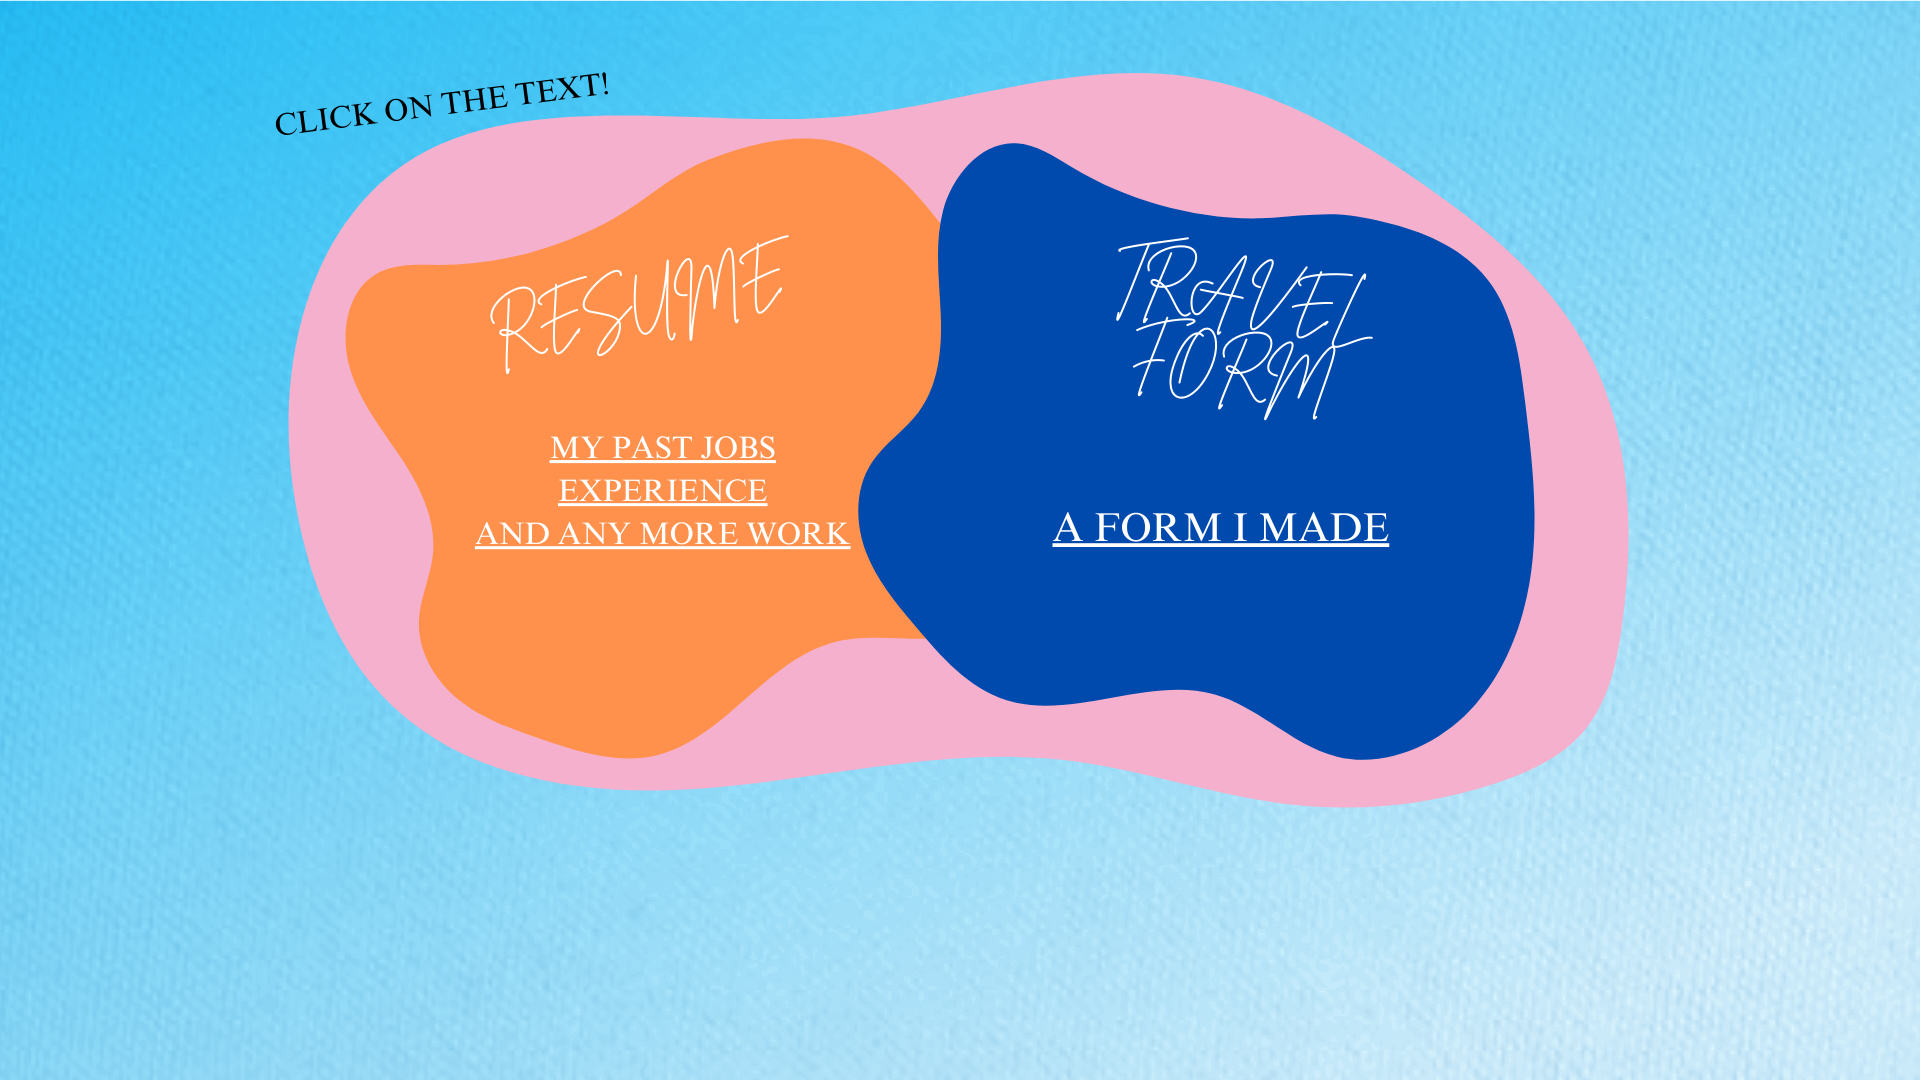 CLICK ON THE TEXT!
RESUME
MY PAST JOBS
EXPERIENCE
AND ANY MORE WORK
TRAVEL
FORM
A FORM I MADE